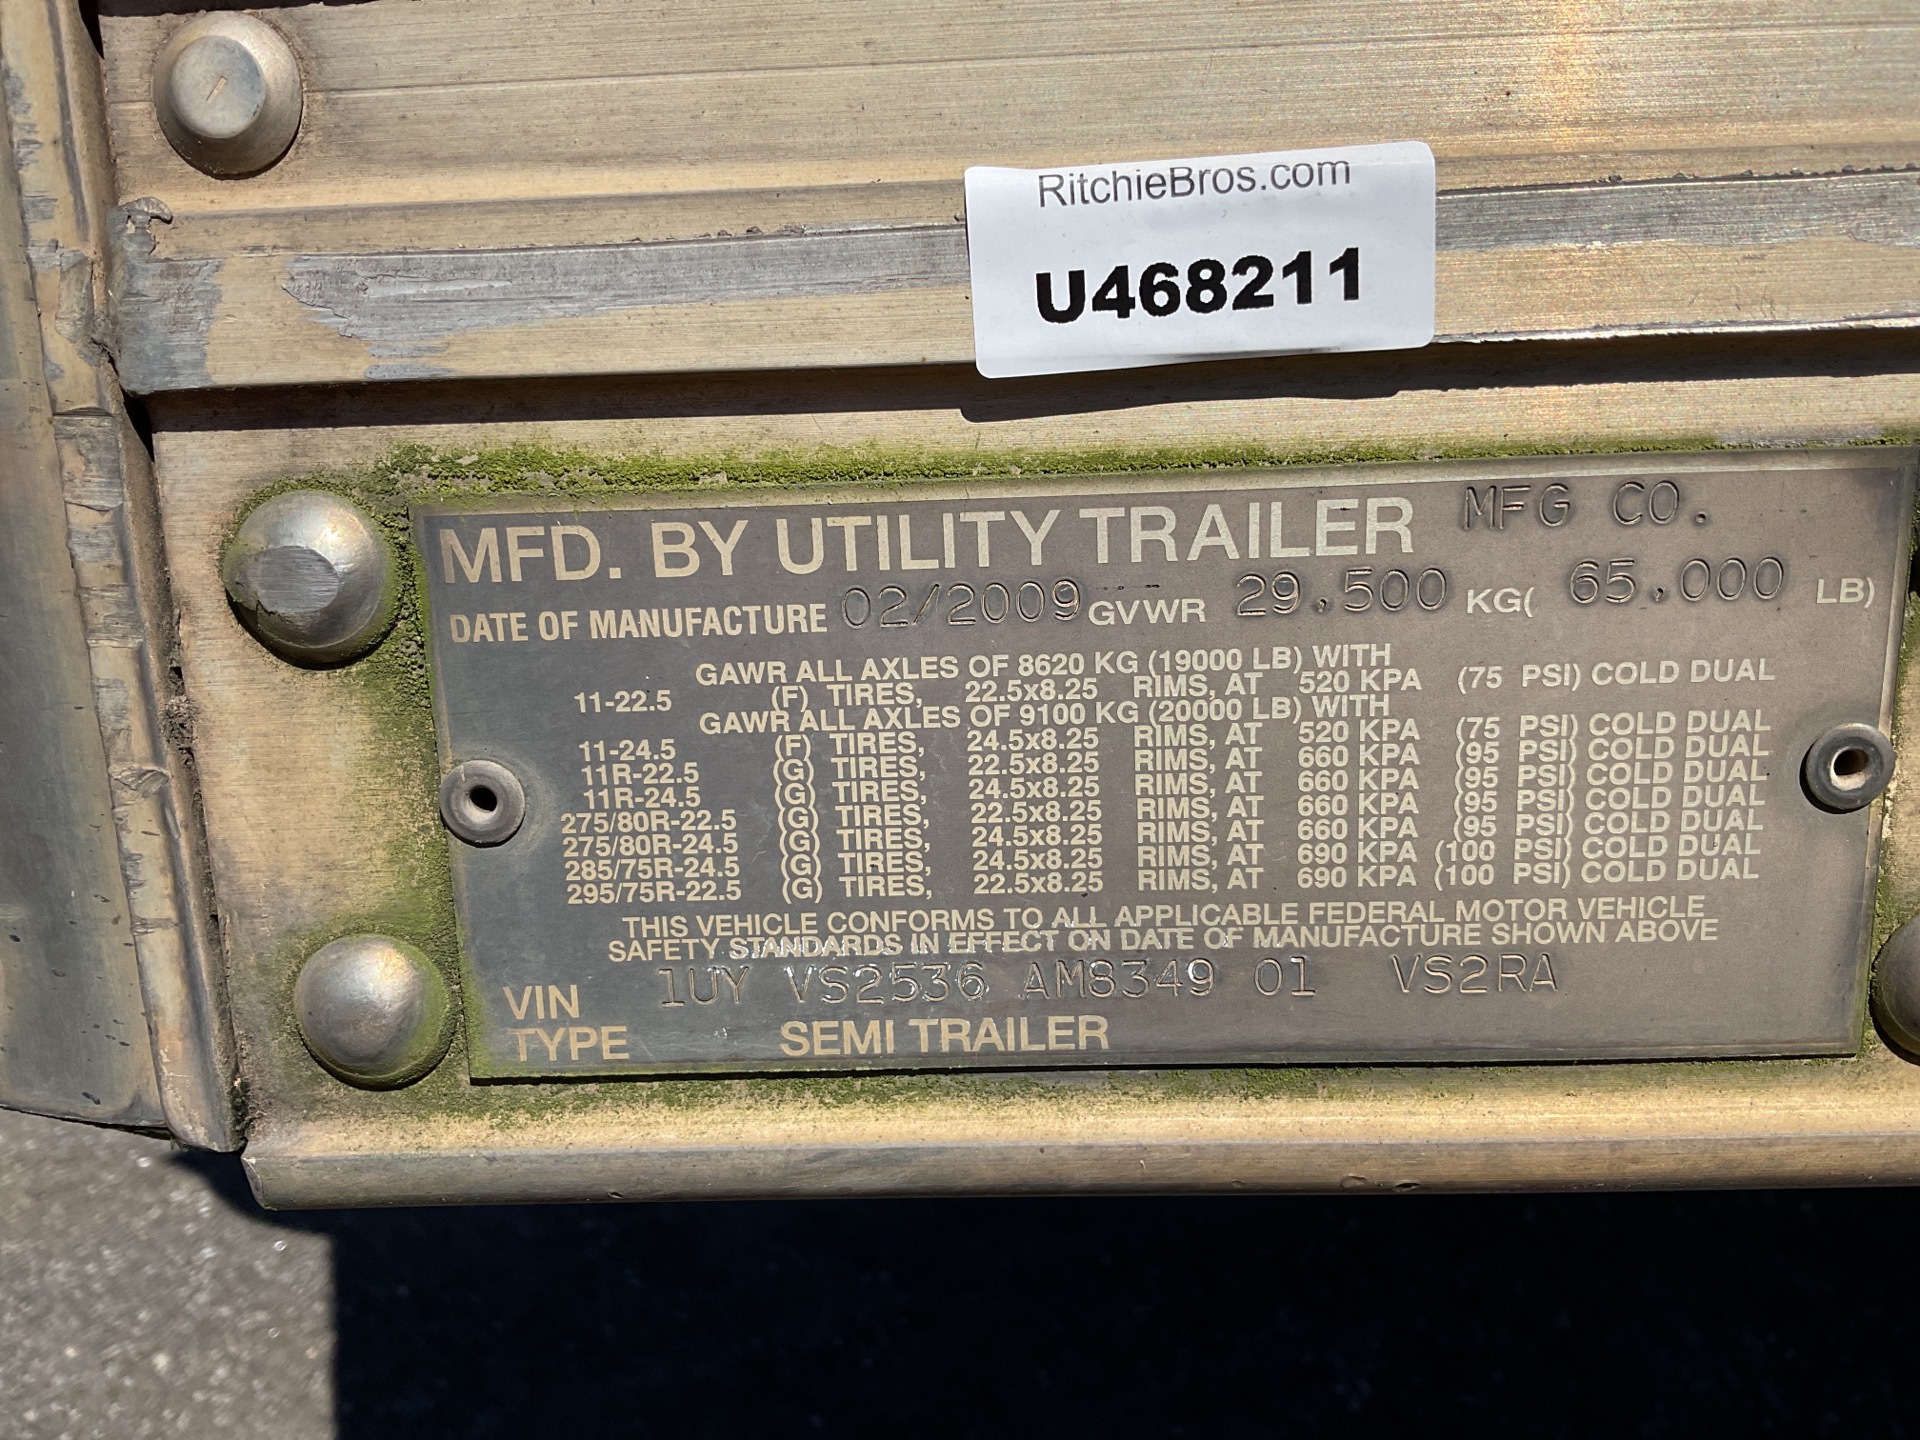 RitchieBros.com
U468211
MFD. BY UTILITY TRAILER MFG CO.
DATE OF MANUFACTURE 02/2009 GVWR 29.500 KG( 65.000 LB)
GAWR ALL AXLES OF 8620 KG (19000 LB) WITH
11-22.5 (F) TIRES, 22.5x8.25 RIMS, AT 520 KPA (75 PSI) COLD DUAL
GAWR ALL AXLES OF 9100 KG (20000 LB) WITH
11-24.5 (F) TIRES, 24.5x8.25 RIMS, AT 520 KPA (75 PSI) COLD DUAL
11R-22.5 (G) TIRES, 22.5x8.25 RIMS, AT 660 KPA (95 PSI) COLD DUAL
11R-24.5 (G) TIRES, 24.5x8.25 RIMS, AT 660 KPA (95 PSI) COLD DUAL
275/80R-22.5 (G) TIRES, 22.5x8.25 RIMS, AT 660 KPA (95 PSI) COLD DUAL
275/80R-24.5 (G) TIRES, 24.5x8.25 RIMS, AT 660 KPA (95 PSI) COLD DUAL
285/75R-24.5 (G) TIRES, 24.5x8.25 RIMS, AT 690 KPA (100 PSI) COLD DUAL
295/75R-22.5 (G) TIRES, 22.5x8.25 RIMS, AT 690 KPA (100 PSI) COLD DUAL
THIS VEHICLE CONFORMS TO ALL APPLICABLE FEDERAL MOTOR VEHICLE
SAFETY STANDARDS IN EFFECT ON DATE OF MANUFACTURE SHOWN ABOVE
VIN 1UY VS2536 AM8349 01 VS2RA
TYPE SEMI TRAILER